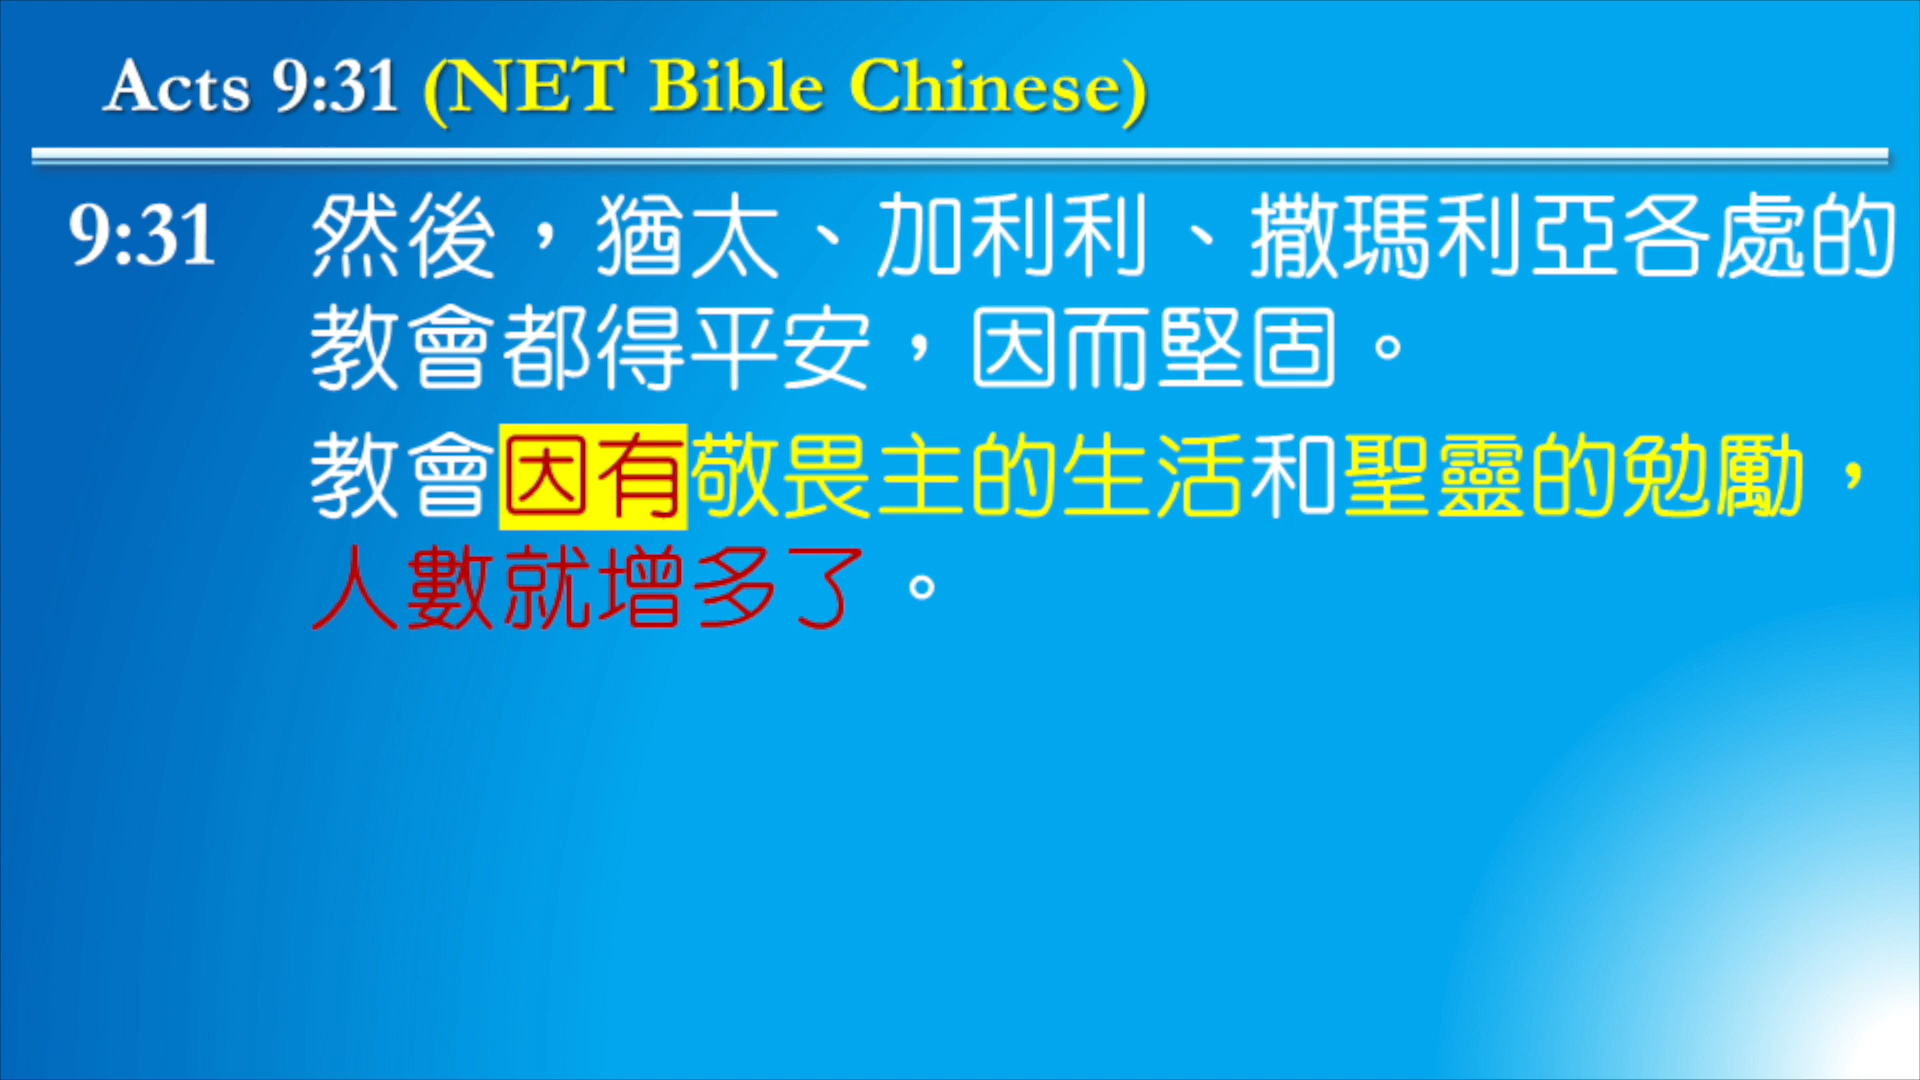 Acts 9:31 (NET Bible Chinese)
9:31 然後，猶太、加利利、撒瑪利亞各處的
教會都得平安，因而堅固。
教會因有敬畏主的生活和聖靈的勉勵，
人數就增多了。